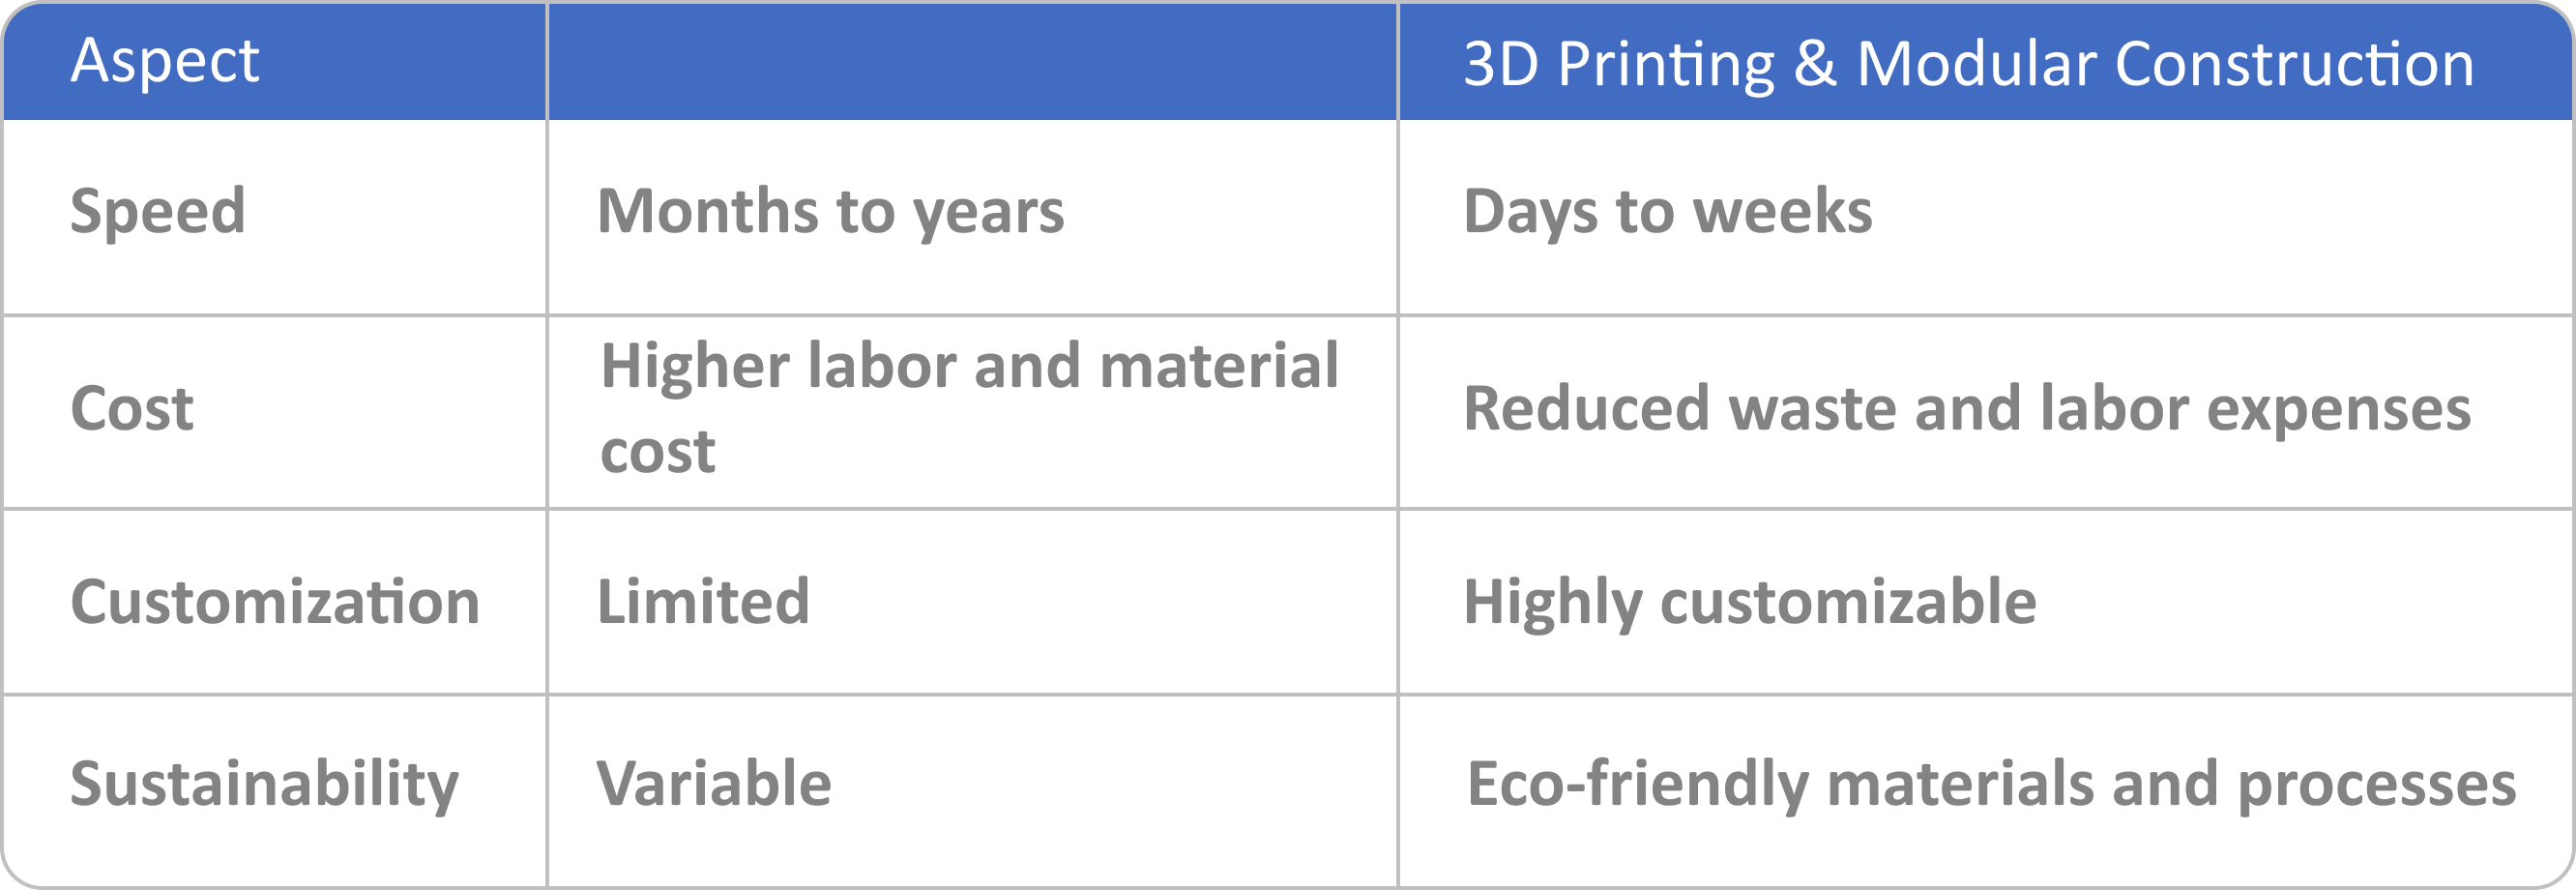 Aspect
3D Printing & Modular Construction
Speed
Months to years
Days to weeks
Cost
Higher labor and material
cost
Reduced waste and labor expenses
Customization
Limited
Highly customizable
Sustainability
Variable
Eco-friendly materials and processes